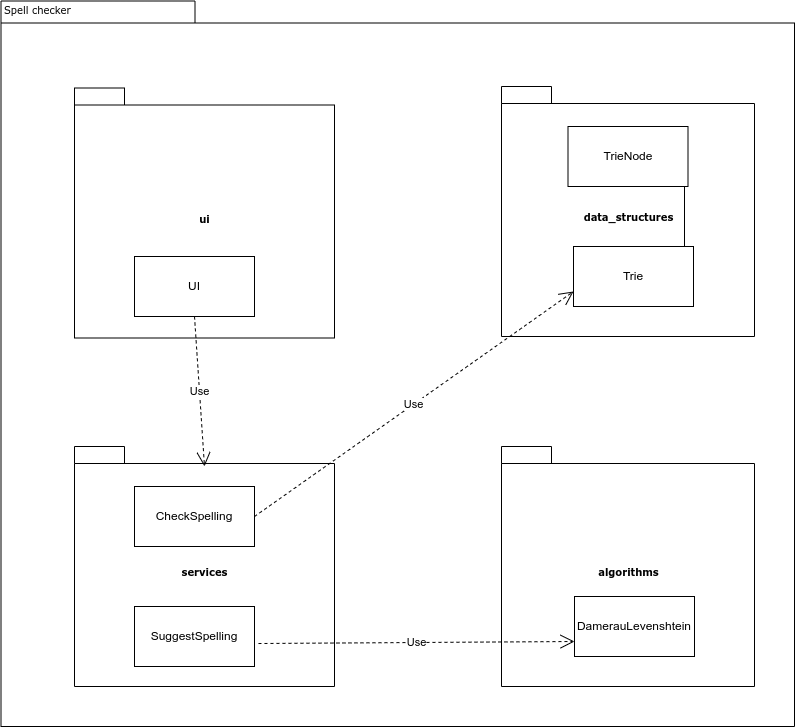 Spell checker
TrieNode
ui
data_structures
UI
Trie
Use
Use
CheckSpelling
services
algorithms
SuggestSpelling
DamerauLevenshtein
Use